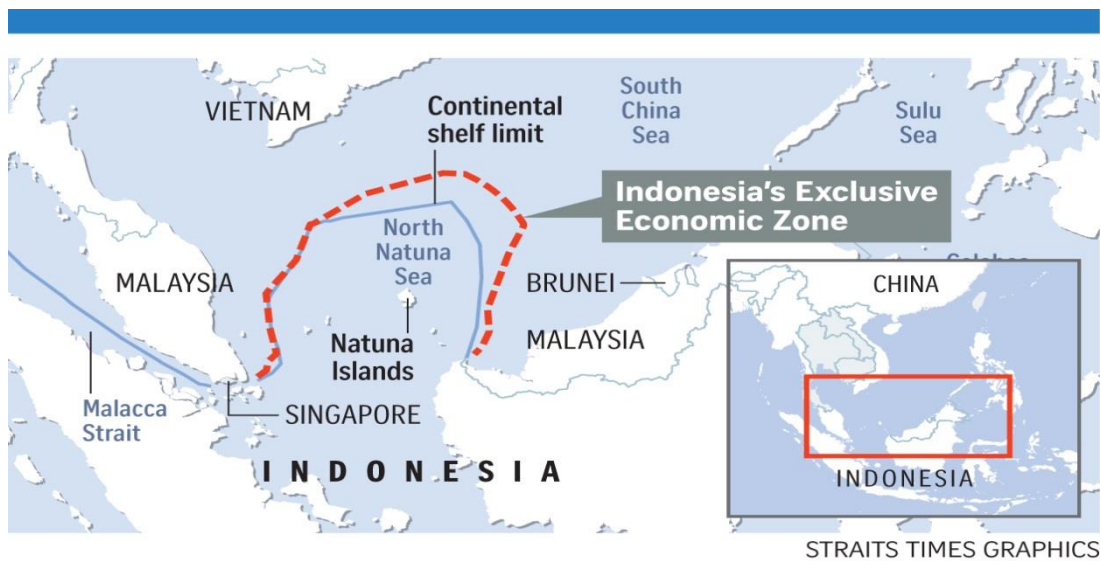 VIETNAM
Continental
shelf limit
South
China
Sea
Sulu
Sea
Indonesia's Exclusive
Economic Zone
North
Natuna
Sea
MALAYSIA
BRUNEI
CHINA
Natuna
Islands
MALAYSIA
Malacca
Strait
SINGAPORE
INDONESIA
INDONESIA
STRAITS TIMES GRAPHICS